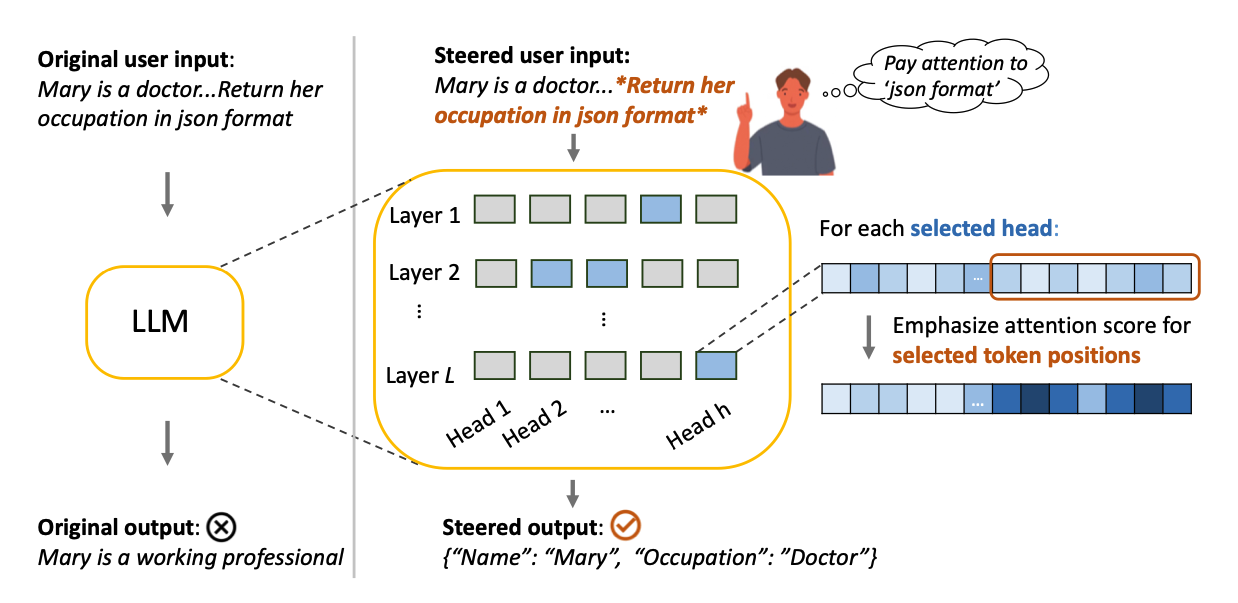 Original user input:
Mary is a doctor...Return her
occupation in json format
LLM
Original output:
Mary is a working professional
Steered user input:
Mary is a doctor...*Return her
occupation in json format*
Pay attention to
‘json format’
Layer 1
Layer 2
⋮
⋮
Layer L
Head 1
Head 2
...
Head h
For each selected head:
...
Emphasize attention score for
selected token positions
...
Steered output:
{“Name”: “Mary”, “Occupation”: ”Doctor”}